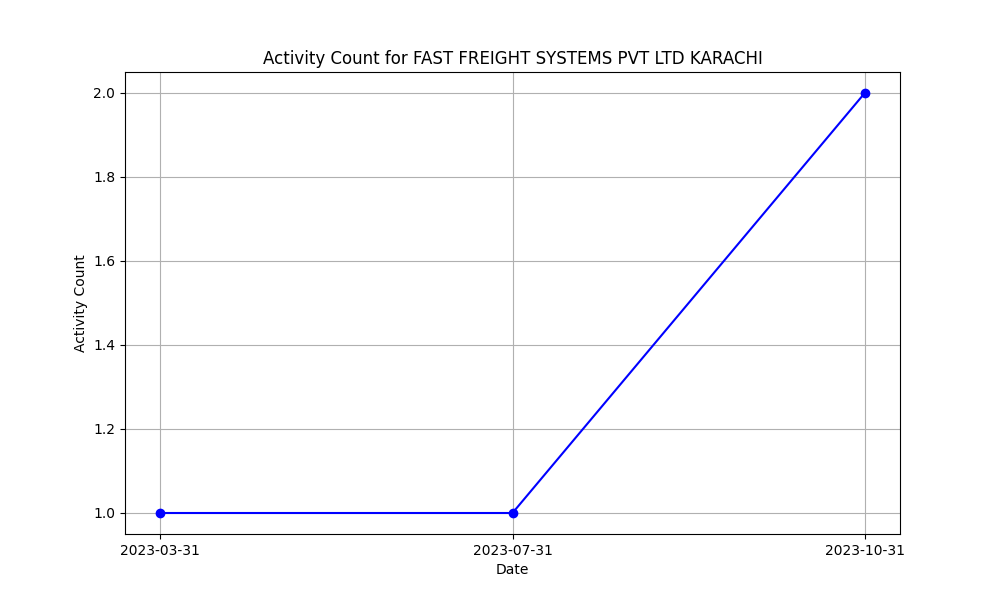 Activity Count for FAST FREIGHT SYSTEMS PVT LTD KARACHI
2.0
1.8
1.6
1.4
1.2
1.0
Activity Count
2023-03-31 2023-07-31 2023-10-31
Date